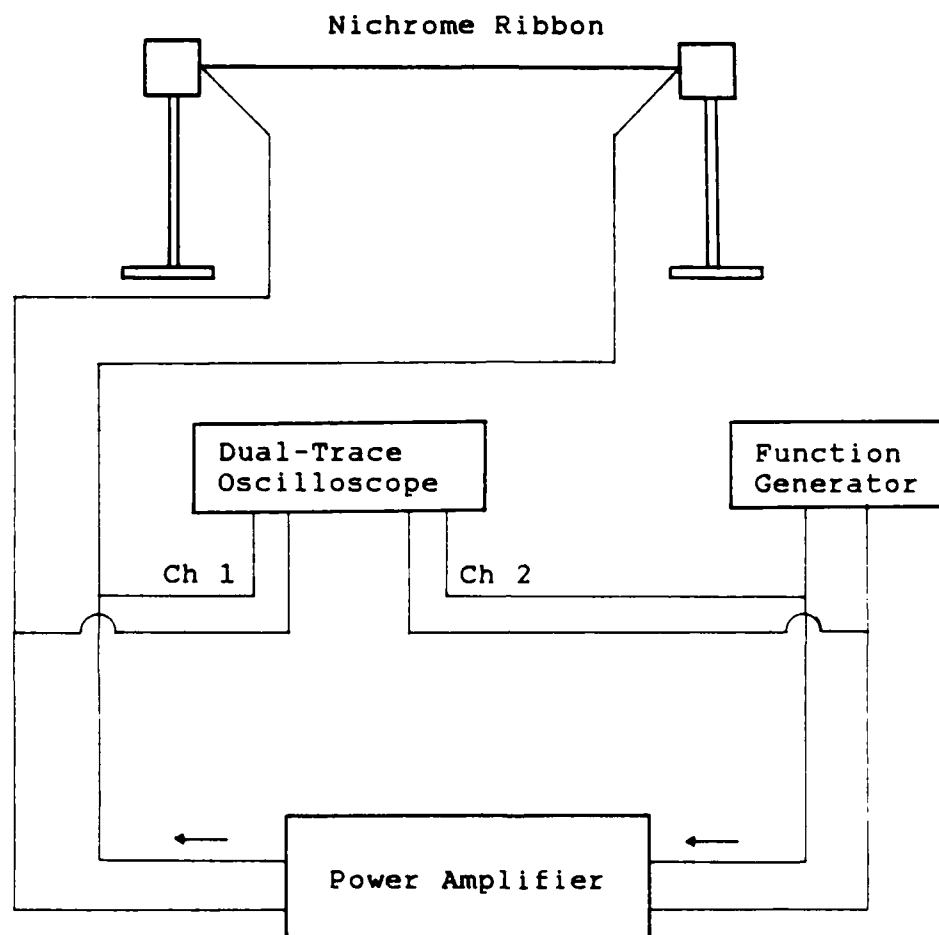 Nichrome Ribbon
Dual-Trace
Oscilloscope
Function
Generator
Ch 1
Ch 2
Power Amplifier